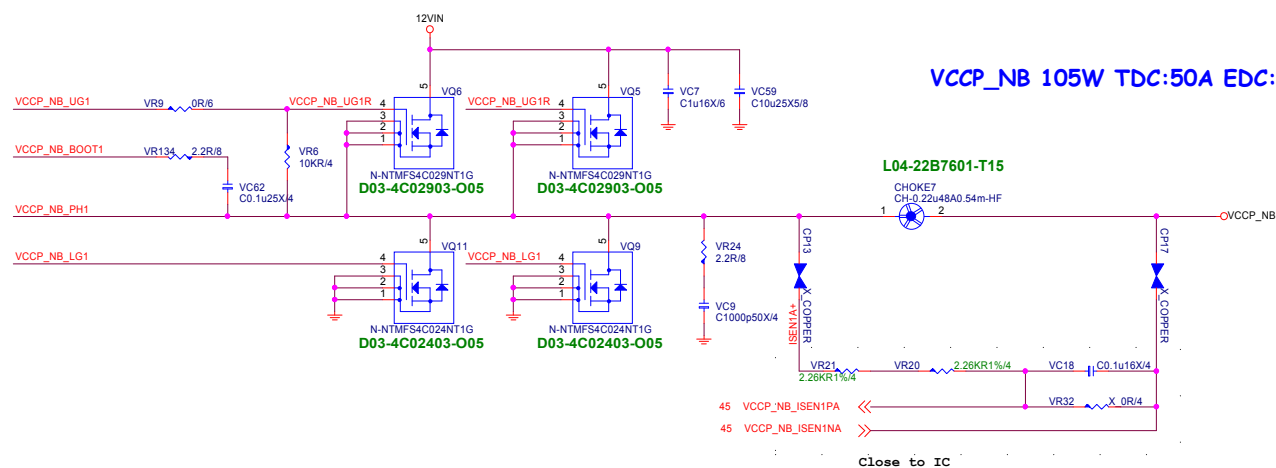 12VIN
VCCP_NB 105W TDC:50A EDC:
VCCP_NB_UG1
VR9
0R/6
VCCP_NB_UG1R
4
3
2
1
5
VQ6
N-NTMFS4C029NT1G
D03-4C02903-O05
VCCP_NB_UG1R
4
3
2
1
5
VQ5
N-NTMFS4C029NT1G
D03-4C02903-O05
VC7
C1u16X/6
VC59
C10u25X5/8
VCCP_NB_BOOT1
VR134
2.2R/8
VR6
10KR/4
VC62
C0.1u25X/4
L04-22B7601-T15
CHOKE7
CH-0.22u48A0.54m-HF
1
2
VCCP_NB
VCCP_NB_PH1
VCCP_NB_LG1
4
3
2
1
5
VQ11
N-NTMFS4C024NT1G
D03-4C02403-O05
VCCP_NB_LG1
4
3
2
1
5
VQ9
N-NTMFS4C024NT1G
D03-4C02403-O05
VR24
2.2R/8
VC9
C1000p50X/4
CP13
X_COPPER
ISEN1A+
CP17
X_COPPER
VR21
2.26KR1%/4
VR20
2.26KR1%/4
VC18
C0.1u16X/4
VR32
X_0R/4
45 VCCP_NB_ISEN1PA
45 VCCP_NB_ISEN1NA
Close to IC